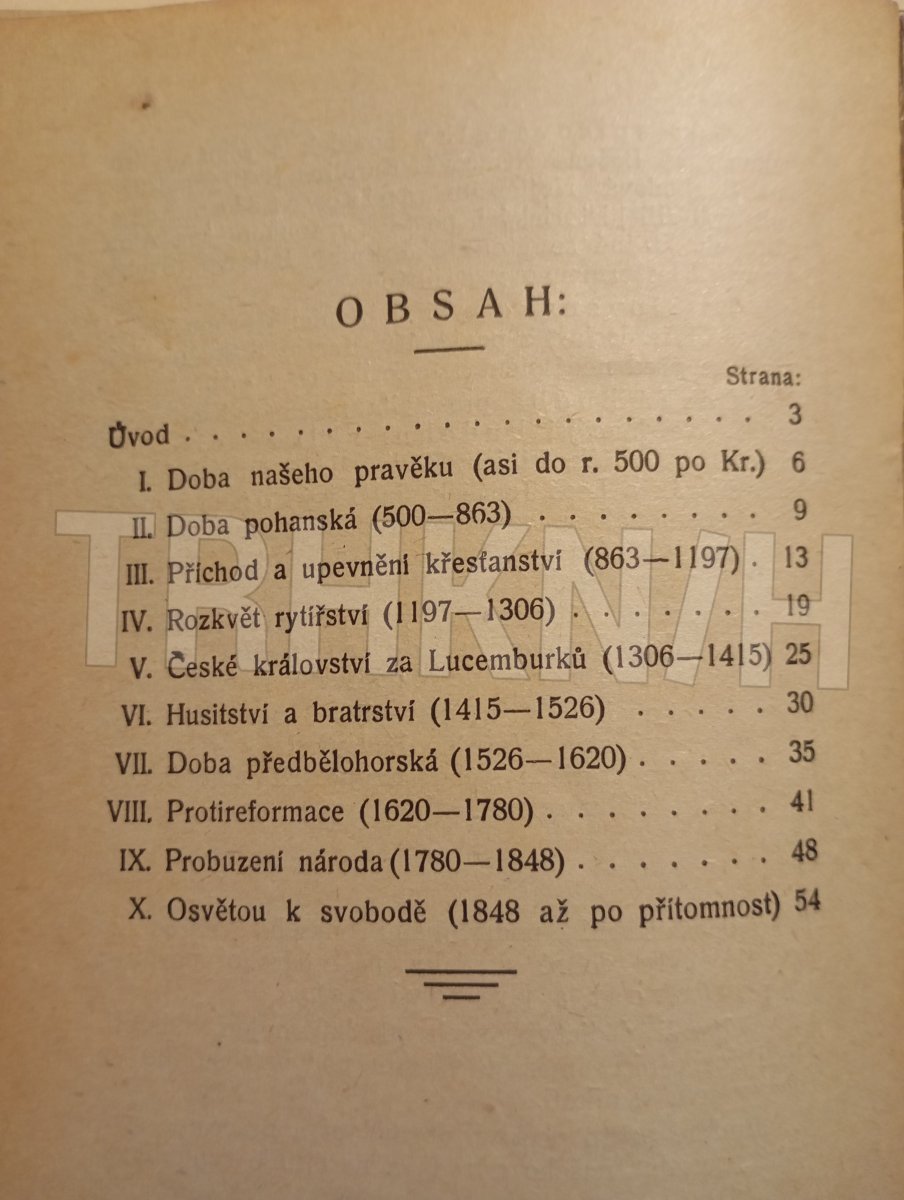 OBSAH:
Strana:
Úvod . . . . . . . . . . . . . . . . . . . . . 3
I. Doba našeho pravěku (asi do r. 500 po Kr.) 6
II. Doba pohanská (500—863) . . . . . . . . 9
III. Příchod a upevnění křesťanství (863—1197) . 13
IV. Rozkvět rytířství (1197—1306) . . . . . . . 19
V. České království za Lucemburků (1306—1415) 25
VI. Husitství a bratrství (1415—1526) . . . . . 30
VII. Doba předbělohorská (1526—1620) . . . . . 35
VIII. Protireformace (1620—1780) . . . . . . . . 41
IX. Probuzení národa (1780—1848) . . . . . . . 48
X. Osvětou k svobodě (1848 až po přítomnost) 54
TRHKNIH